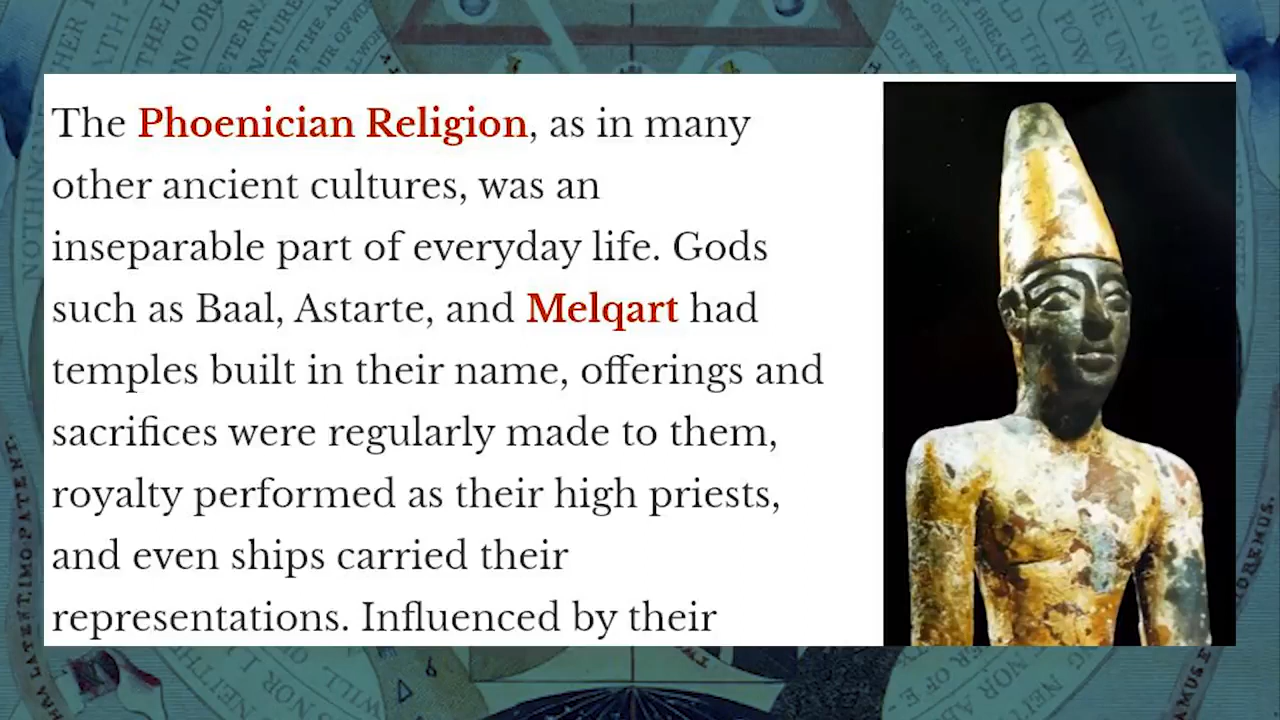 The Phoenician Religion, as in many
other ancient cultures, was an
inseparable part of everyday life. Gods
such as Baal, Astarte, and Melqart had
temples built in their name, offerings and
sacrifices were regularly made to them,
royalty performed as their high priests,
and even ships carried their
representations. Influenced by their